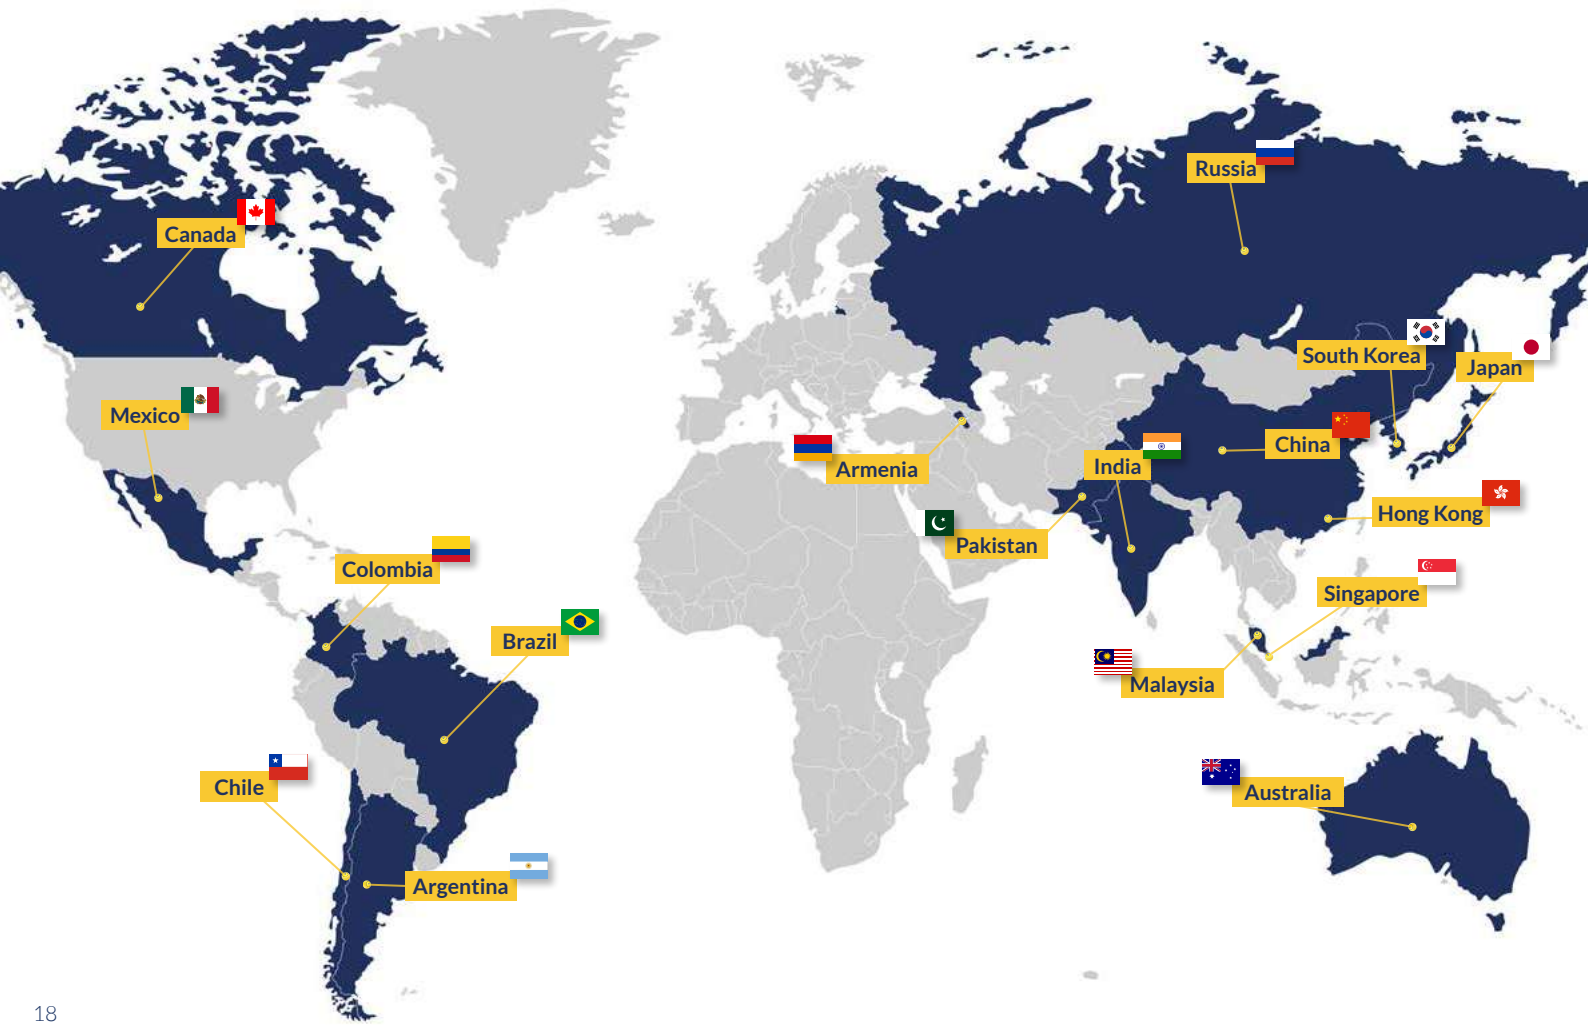 Russia
Canada
South Korea
Japan
Mexico
China
Armenia
India
Hong Kong
Pakistan
Colombia
Singapore
Brazil
Malaysia
Chile
Australia
Argentina
18